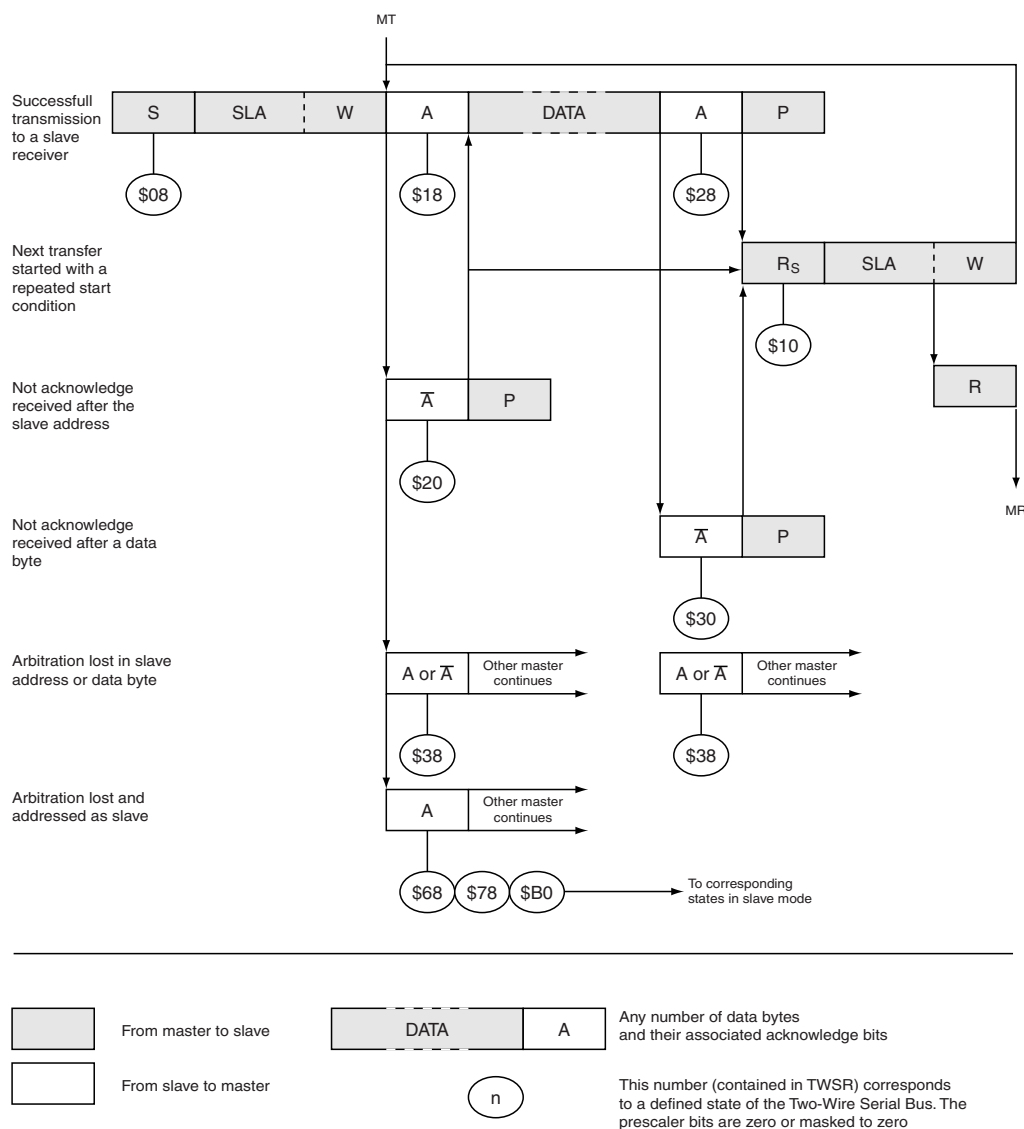 MT
Successfull
transmission
to a slave
receiver
S
SLA
W
A
DATA
A
P
$08
$18
$28
Next transfer
started with a
repeated start
condition
RS
SLA
W
$10
Not acknowledge
received after the
slave address
A̅
P
R
$20
MR
Not acknowledge
received after a data
byte
A̅
P
$30
Arbitration lost in slave
address or data byte
A or A̅
Other master
continues
A or A̅
Other master
continues
$38
$38
Arbitration lost and
addressed as slave
A
Other master
continues
$68
$78
$B0
To corresponding
states in slave mode
From master to slave
DATA
A
Any number of data bytes
and their associated acknowledge bits
From slave to master
n
This number (contained in TWSR) corresponds
to a defined state of the Two-Wire Serial Bus. The
prescaler bits are zero or masked to zero